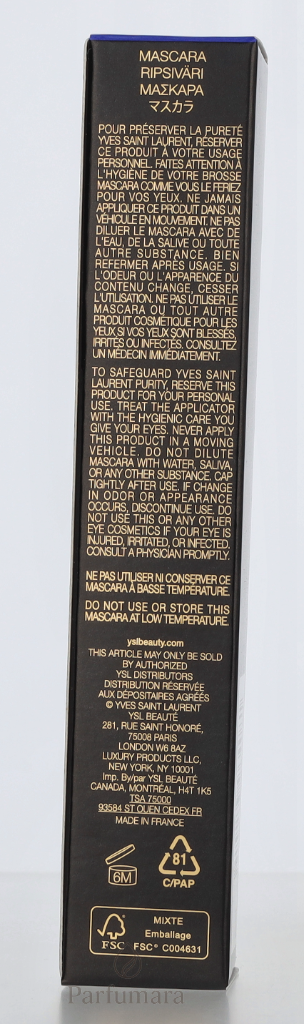 MASCARA
RIPSIVÄRI
ΜΑΣΚΑΡΑ
マスカラ
POUR PRÉSERVER LA PURETÉ
YVES SAINT LAURENT, RÉSERVER
CE PRODUIT À VOTRE USAGE
PERSONNEL. FAITES ATTENTION À
L'HYGIÈNE DE VOTRE BROSSE
MASCARA COMME VOUS LE FERIEZ
POUR VOS YEUX. NE JAMAIS
APPLIQUER CE PRODUIT DANS UN
VÉHICULE EN MOUVEMENT. NE PAS
DILUER LE MASCARA AVEC DE
L'EAU, DE LA SALIVE OU TOUTE
AUTRE SUBSTANCE. BIEN
REFERMER APRÈS USAGE. SI
L'ODEUR OU L'APPARENCE DU
CONTENU CHANGE, CESSER
L'UTILISATION. NE PAS UTILISER LE
MASCARA OU TOUT AUTRE
PRODUIT COSMETIQUE POUR LES
YEUX SI VOS YEUX SONT BLESSÉS,
IRRITÉS OU INFECTES. CONSULTEZ
UN MÉDECIN IMMÉDIATEMENT.
TO SAFEGUARD YVES SAINT
LAURENT PURITY, RESERVE THIS
PRODUCT FOR YOUR PERSONAL
USE. TREAT THE APPLICATOR
WITH THE HYGIENIC CARE YOU
GIVE YOUR EYES. NEVER APPLY
THIS PRODUCT IN A MOVING
VEHICLE. DO NOT DILUTE
MASCARA WITH WATER, SALIVA,
OR ANY OTHER SUBSTANCE. CAP
TIGHTLY AFTER USE. IF CHANGE
IN ODOR OR APPEARANCE
OCCURS, DISCONTINUE USE. DO
NOT USE THIS OR ANY OTHER
EYE COSMETICS IF YOUR EYE IS
INJURED, IRRITATED, OR INFECTED.
CONSULT A PHYSICIAN PROMPTLY.
NE PAS UTILISER NI CONSERVER CE
MASCARA À BASSE TEMPÉRATURE.
DO NOT USE OR STORE THIS
MASCARA AT LOW TEMPERATURE.
yslbeauty.com
THIS ARTICLE MAY ONLY BE SOLD
BY AUTHORIZED
YSL DISTRIBUTORS
DISTRIBUTION RÉSERVÉE
AUX DÉPOSITAIRES AGRÉÉS
© YVES SAINT LAURENT
YSL BEAUTÉ
281, RUE SAINT HONORÉ,
75008 PARIS
LONDON W6 8AZ
LUXURY PRODUCTS LLC,
NEW YORK, NY 10001
Imp. By/par YSL BEAUTÉ
CANADA, MONTRÉAL, H4T 1K5
TSA 75000
93584 ST OUEN CEDEX FR
MADE IN FRANCE
6M
81
C/PAP
FSC
MIXTE
Emballage
FSC® C004631
Parfumara